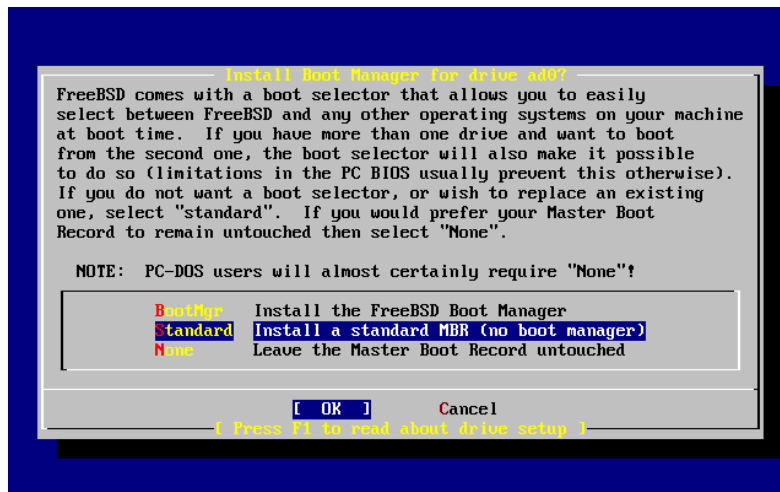 Install Boot Manager for drive ad0?
FreeBSD comes with a boot selector that allows you to easily
select between FreeBSD and any other operating systems on your machine
at boot time.  If you have more than one drive and want to boot
from the second one, the boot selector will also make it possible
to do so (limitations in the PC BIOS usually prevent this otherwise).
If you do not want a boot selector, or wish to replace an existing
one, select "standard".  If you would prefer your Master Boot
Record to remain untouched then select "None".
NOTE:  PC-DOS users will almost certainly require "None"!
BootMgr  Install the FreeBSD Boot Manager
Standard  Install a standard MBR (no boot manager)
None  Leave the Master Boot Record untouched
[  OK  ]  Cancel
[ Press F1 to read about drive setup ]